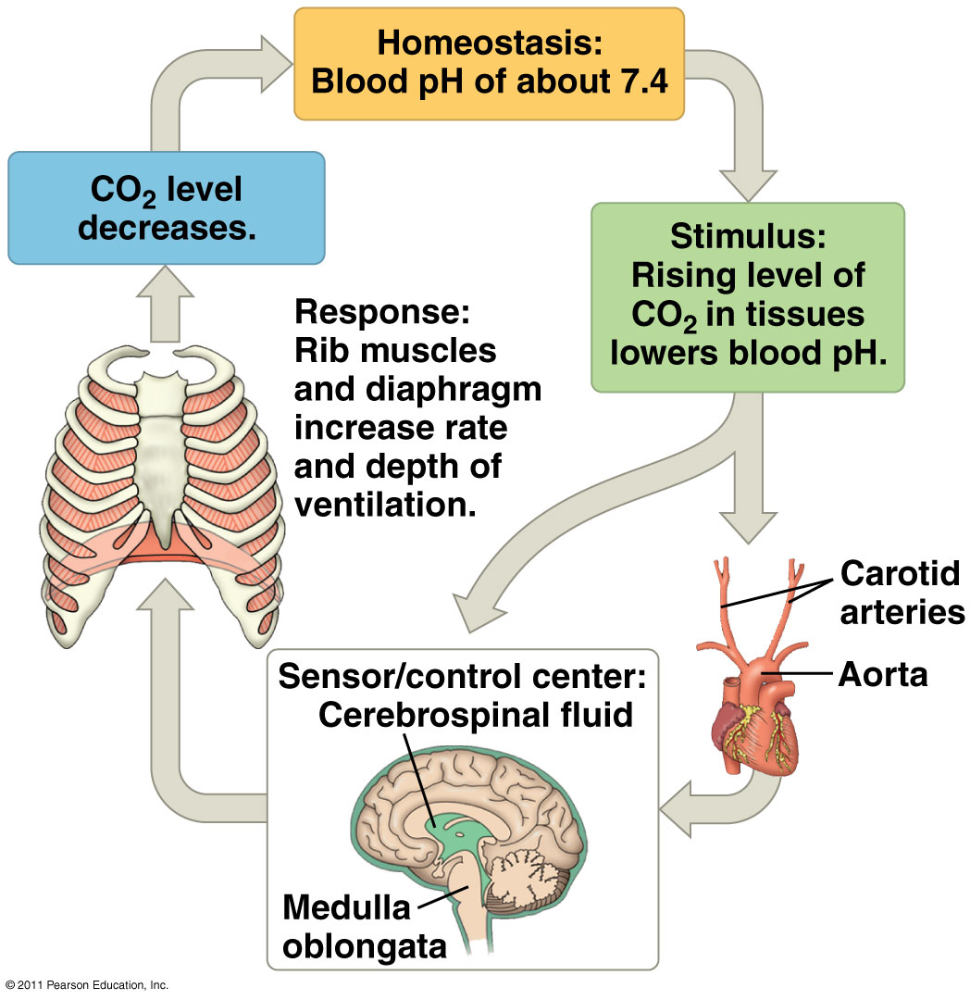 Homeostasis:
Blood pH of about 7.4
CO₂ level
decreases.
Stimulus:
Rising level of
CO₂ in tissues
lowers blood pH.
Response:
Rib muscles
and diaphragm
increase rate
and depth of
ventilation.
Carotid
arteries
Aorta
Sensor/control center:
Cerebrospinal fluid
Medulla
oblongata
© 2011 Pearson Education, Inc.